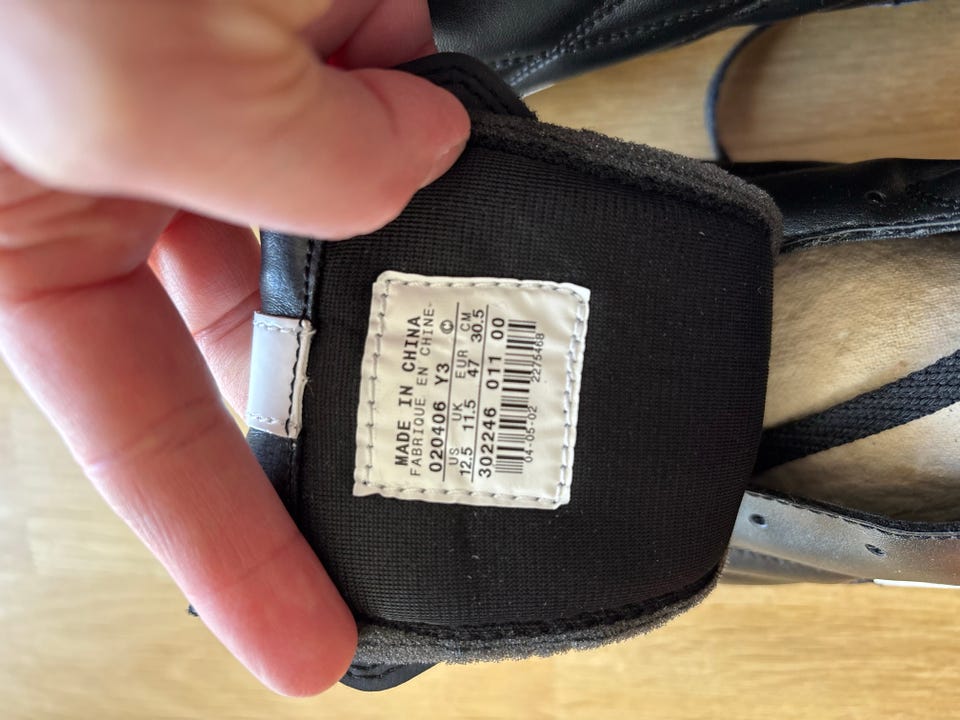 MADE IN CHINA
FABRIQUE EN CHINE
020406 Y3 ©
US UK EUR CM
12.5 11.5 47 30.5
302246 011 00
04-05-02 2275468